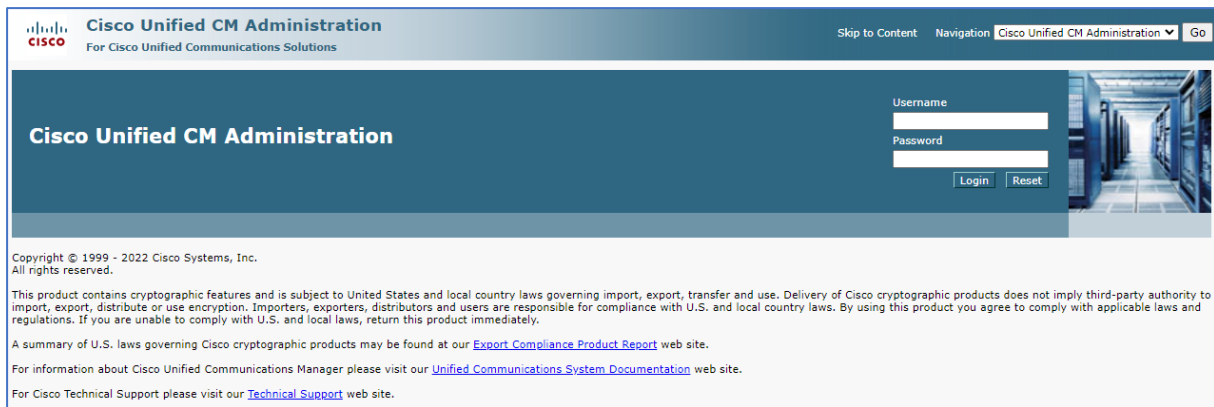 CISCO
Cisco Unified CM Administration
For Cisco Unified Communications Solutions
Skip to Content Navigation Cisco Unified CM Administration Go
Cisco Unified CM Administration
Username
Password
Login Reset
Copyright © 1999 - 2022 Cisco Systems, Inc.
All rights reserved.
This product contains cryptographic features and is subject to United States and local country laws governing import, export, transfer and use. Delivery of Cisco cryptographic products does not imply third-party authority to
import, export, distribute or use encryption. Importers, exporters, distributors and users are responsible for compliance with U.S. and local country laws. By using this product you agree to comply with applicable laws and
regulations. If you are unable to comply with U.S. and local laws, return this product immediately.
A summary of U.S. laws governing Cisco cryptographic products may be found at our Export Compliance Product Report web site.
For information about Cisco Unified Communications Manager please visit our Unified Communications System Documentation web site.
For Cisco Technical Support please visit our Technical Support web site.